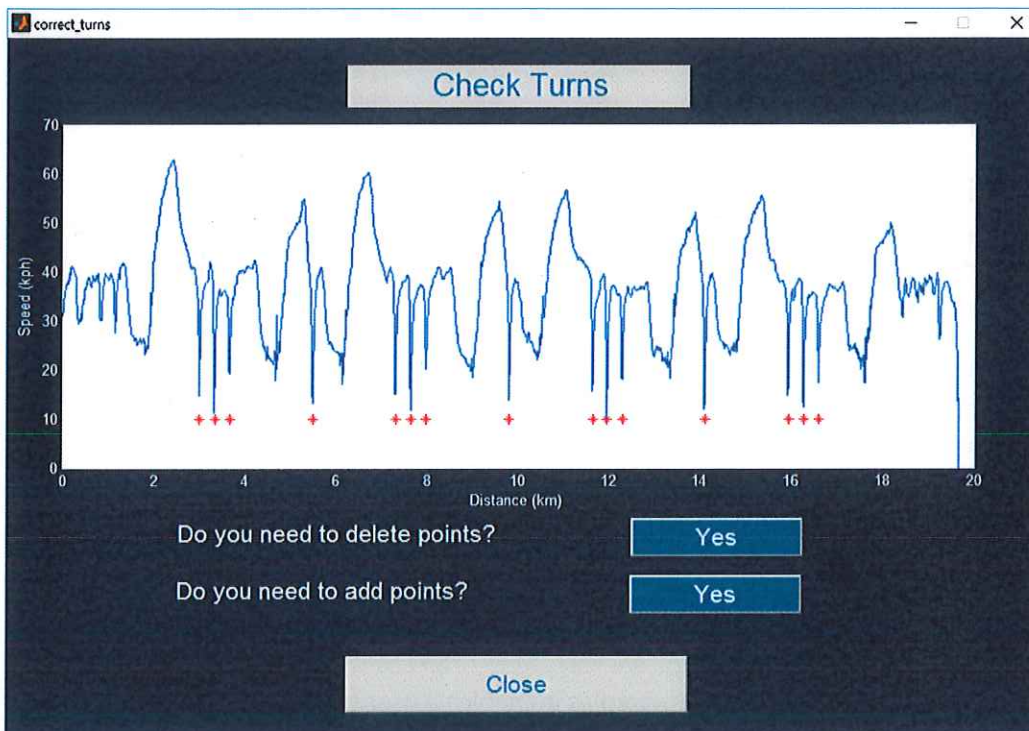 correct_turns
Check Turns
70
60
50
40
30
20
10
0
Speed (kph)
0 2 4 6 8 10 12 14 16 18 20
Distance (km)
Do you need to delete points? Yes
Do you need to add points? Yes
Close